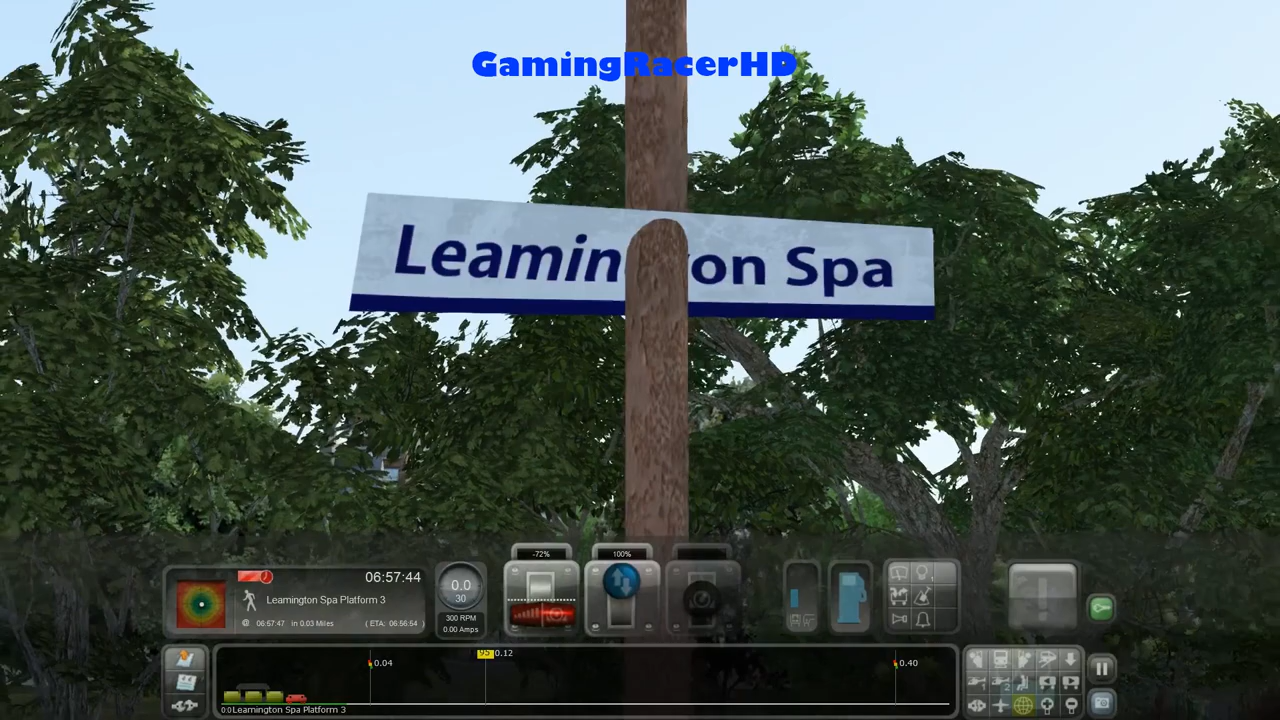 GamingRacerHD
Leamin on Spa
-72%
100%
06:57:44
Leamington Spa Platform 3
@ 06:57:47 in 0.03 Miles ( ETA: 06:56:54 )
0.0
30
300 RPM
0.00 Amps
0.04
95 0.12
0.40
0.0 Leamington Spa Platform 3